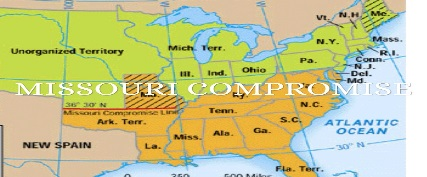 Vt.
N.H.
Me.
Unorganized Territory
Mich. Terr.
N.Y.
Mass.
R.I.
Conn.
N.J.
Del.
Md.
Pa.
Ill.
Ind.
Ohio
MISSOURI COMPROMISE
Ky.
36° 30' N
Missouri Compromise Line
N.C.
Tenn.
Ark. Terr.
S.C.
ATLANTIC
OCEAN
Miss.
Ala.
Ga.
NEW SPAIN
La.
30° N
Fla. Terr.
0 350 500 Miles